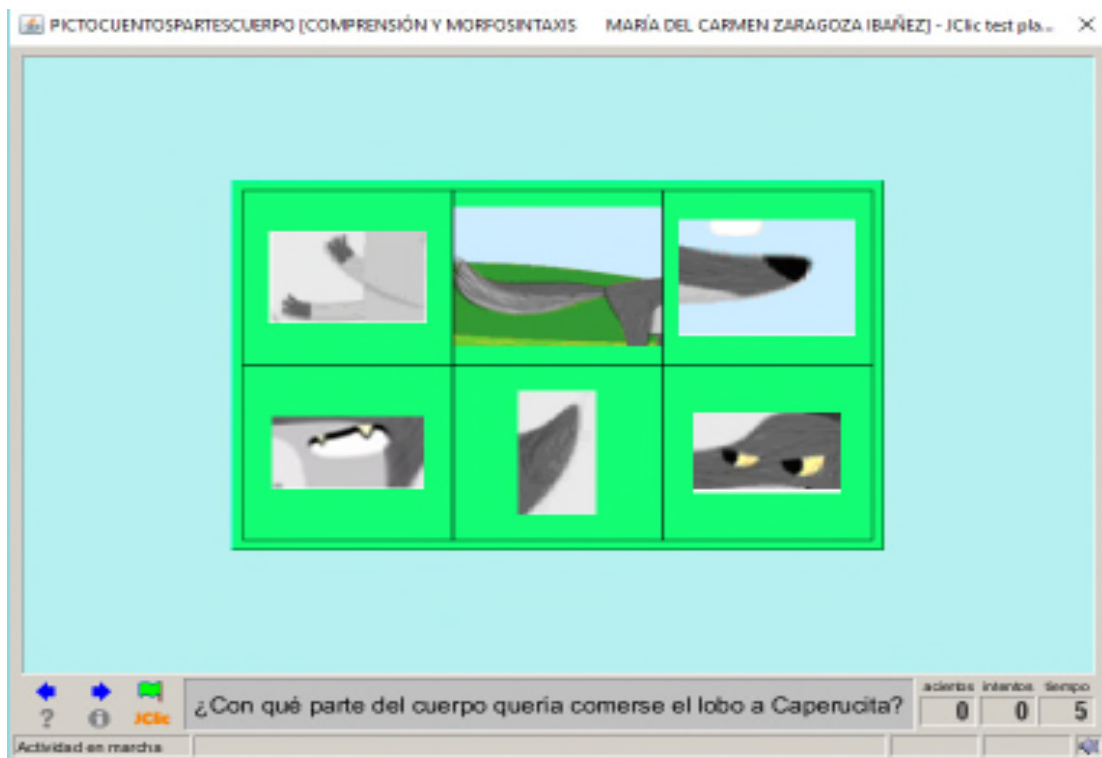 PICTOCUENTOSPARTESCUERPO [COMPRENSIÓN Y MORFOSINTAXIS MARÍA DEL CARMEN ZARAGOZA IBAÑEZ] - JClic test pla...
aciertos intentos tiempo
¿Con qué parte del cuerpo quería comerse el lobo a Caperucita?
0 0 5
? i JClic
Actividad en marcha